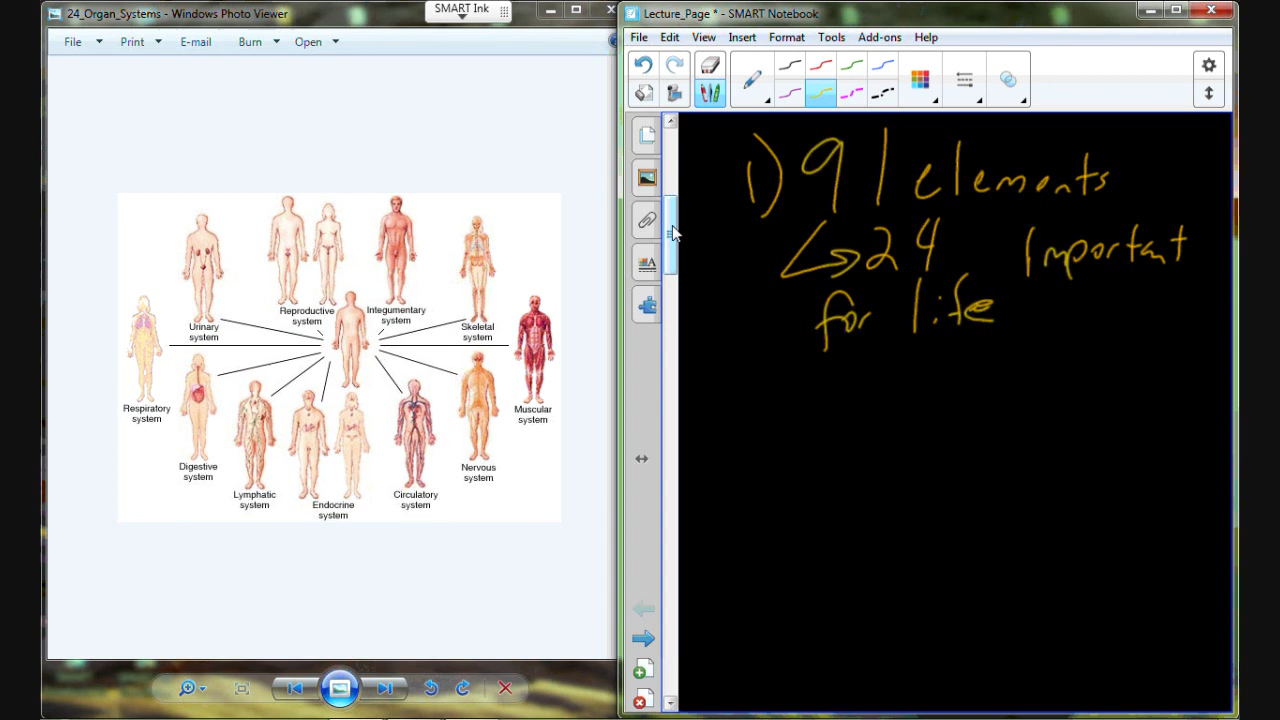 24_Organ_Systems - Windows Photo Viewer
SMART Ink
File Print E-mail Burn Open
Urinary
system
Reproductive
system
Integumentary
system
Skeletal
system
Respiratory
system
Muscular
system
Digestive
system
Lymphatic
system
Endocrine
system
Circulatory
system
Nervous
system
Lecture_Page * - SMART Notebook
File Edit View Insert Format Tools Add-ons Help
1) 91 elements
24 Important
for life